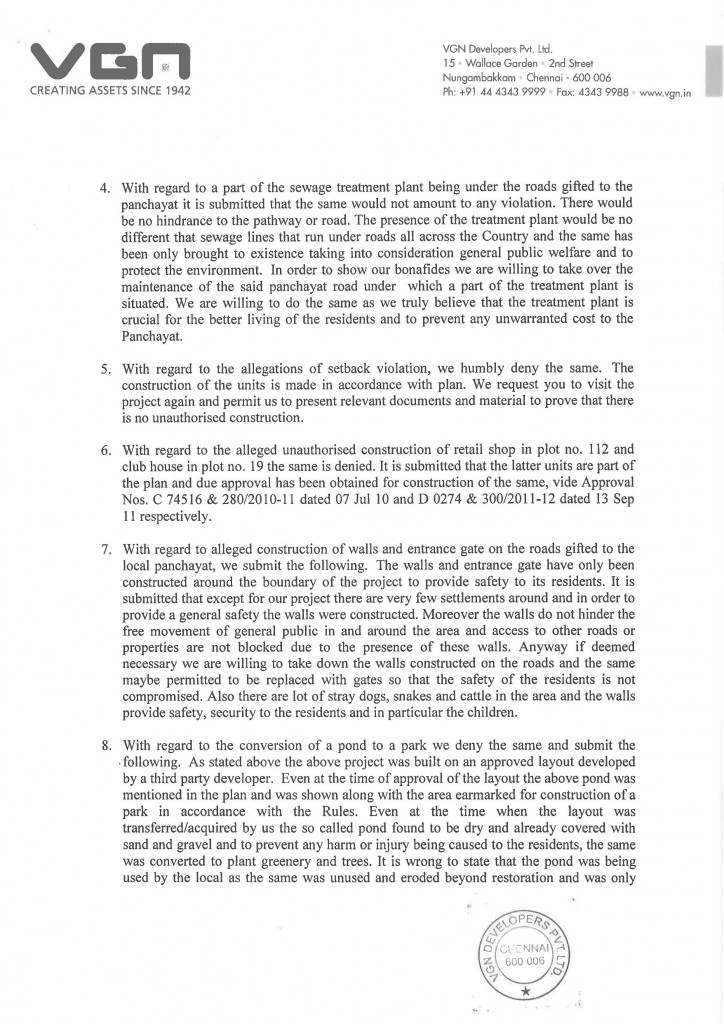 VGN
CREATING ASSETS SINCE 1942
VGN Developers Pvt. Ltd.
15 • Wallace Garden • 2nd Street
Nungambakkam • Chennai - 600 006
Ph: +91 44 4343 9999 • Fax: 4343 9988 • www.vgn.in
4. With regard to a part of the sewage treatment plant being under the roads gifted to the
panchayat it is submitted that the same would not amount to any violation. There would
be no hindrance to the pathway or road. The presence of the treatment plant would be no
different that sewage lines that run under roads all across the Country and the same has
been only brought to existence taking into consideration general public welfare and to
protect the environment. In order to show our bonafides we are willing to take over the
maintenance of the said panchayat road under which a part of the treatment plant is
situated. We are willing to do the same as we truly believe that the treatment plant is
crucial for the better living of the residents and to prevent any unwarranted cost to the
Panchayat.
5. With regard to the allegations of setback violation, we humbly deny the same. The
construction of the units is made in accordance with plan. We request you to visit the
project again and permit us to present relevant documents and material to prove that there
is no unauthorised construction.
6. With regard to the alleged unauthorised construction of retail shop in plot no. 112 and
club house in plot no. 19 the same is denied. It is submitted that the latter units are part of
the plan and due approval has been obtained for construction of the same, vide Approval
Nos. C 74516 & 280/2010-11 dated 07 Jul 10 and D 0274 & 300/2011-12 dated 13 Sep
11 respectively.
7. With regard to alleged construction of walls and entrance gate on the roads gifted to the
local panchayat, we submit the following. The walls and entrance gate have only been
constructed around the boundary of the project to provide safety to its residents. It is
submitted that except for our project there are very few settlements around and in order to
provide a general safety the walls were constructed. Moreover the walls do not hinder the
free movement of general public in and around the area and access to other roads or
properties are not blocked due to the presence of these walls. Anyway if deemed
necessary we are willing to take down the walls constructed on the roads and the same
maybe permitted to be replaced with gates so that the safety of the residents is not
compromised. Also there are lot of stray dogs, snakes and cattle in the area and the walls
provide safety, security to the residents and in particular the children.
8. With regard to the conversion of a pond to a park we deny the same and submit the
following. As stated above the above project was built on an approved layout developed
by a third party developer. Even at the time of approval of the layout the above pond was
mentioned in the plan and was shown along with the area earmarked for construction of a
park in accordance with the Rules. Even at the time when the layout was
transferred/acquired by us the so called pond found to be dry and already covered with
sand and gravel and to prevent any harm or injury being caused to the residents, the same
was converted to plant greenery and trees. It is wrong to state that the pond was being
used by the local as the same was unused and eroded beyond restoration and was only
VGN DEVELOPERS PVT. LTD.
CHENNAI
600 006
★